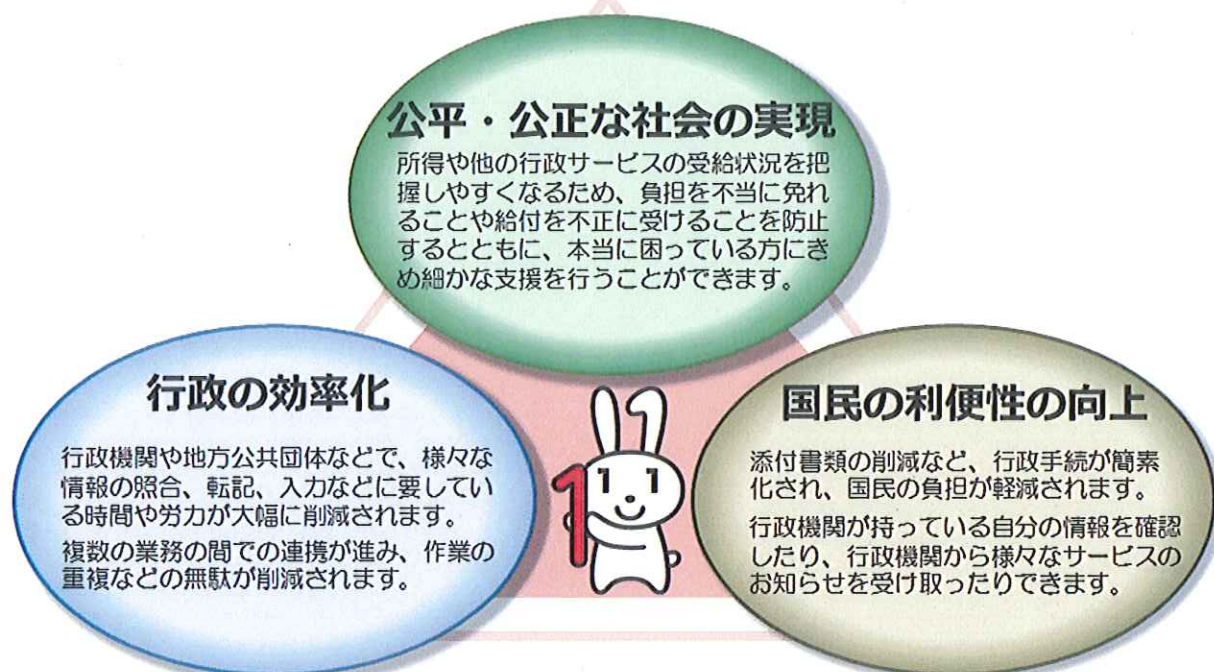 公平・公正な社会の実現
所得や他の行政サービスの受給状況を把
握しやすくなるため、負担を不当に免れ
ることや給付を不正に受けることを防止
するとともに、本当に困っている方にき
め細かな支援を行うことができます。
行政の効率化
行政機関や地方公共団体などで、様々な
情報の照合、転記、入力などに要してい
る時間や労力が大幅に削減されます。
複数の業務の間での連携が進み、作業の
重複などの無駄が削減されます。
1
1 1
国民の利便性の向上
添付書類の削減など、行政手続が簡素
化され、国民の負担が軽減されます。
行政機関が持っている自分の情報を確認
したり、行政機関から様々なサービスの
お知らせを受け取ったりできます。